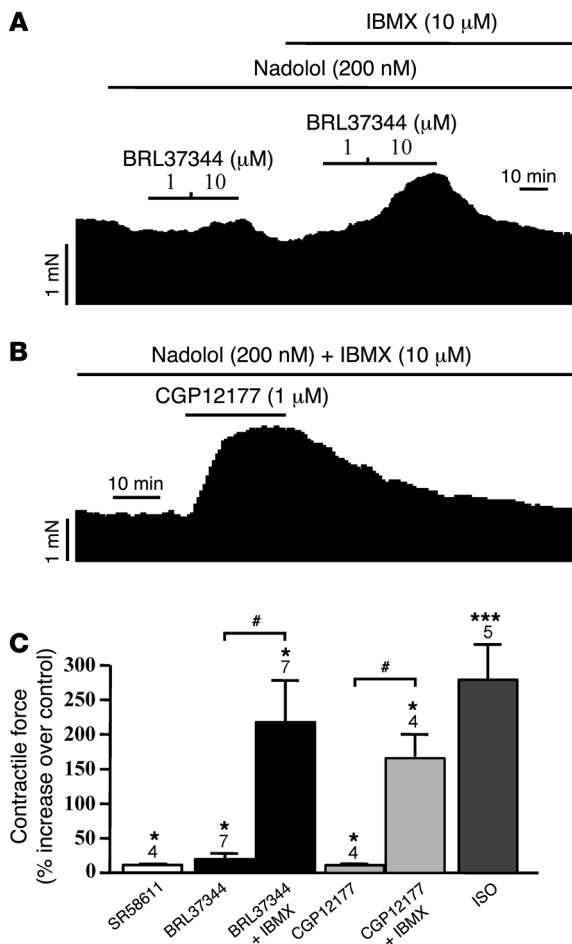 A
IBMX (10 μM)
Nadolol (200 nM)
BRL37344 (μM)
1 10
BRL37344 (μM)
1 10
10 min
1 mN
B
Nadolol (200 nM) + IBMX (10 μM)
CGP12177 (1 μM)
10 min
1 mN
C
Contractile force
(% increase over control)
300
250
200
150
100
50
0
*
4
*
7
#
*
7
*
4
#
*
4
***
5
SR58611
BRL37344
BRL37344
+ IBMX
CGP12177
CGP12177
+ IBMX
ISO